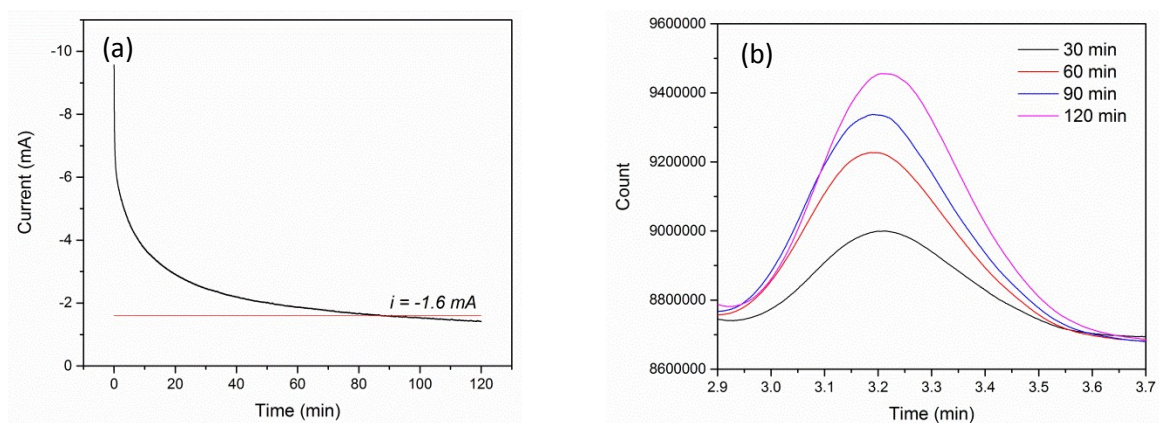 (a)
-10
-8
-6
-4
-2
0
Current (mA)
i = -1.6 mA
0 20 40 60 80 100 120
Time (min)
(b)
9600000
9400000
9200000
9000000
8800000
8600000
Count
30 min
60 min
90 min
120 min
2.9 3.0 3.1 3.2 3.3 3.4 3.5 3.6 3.7
Time (min)